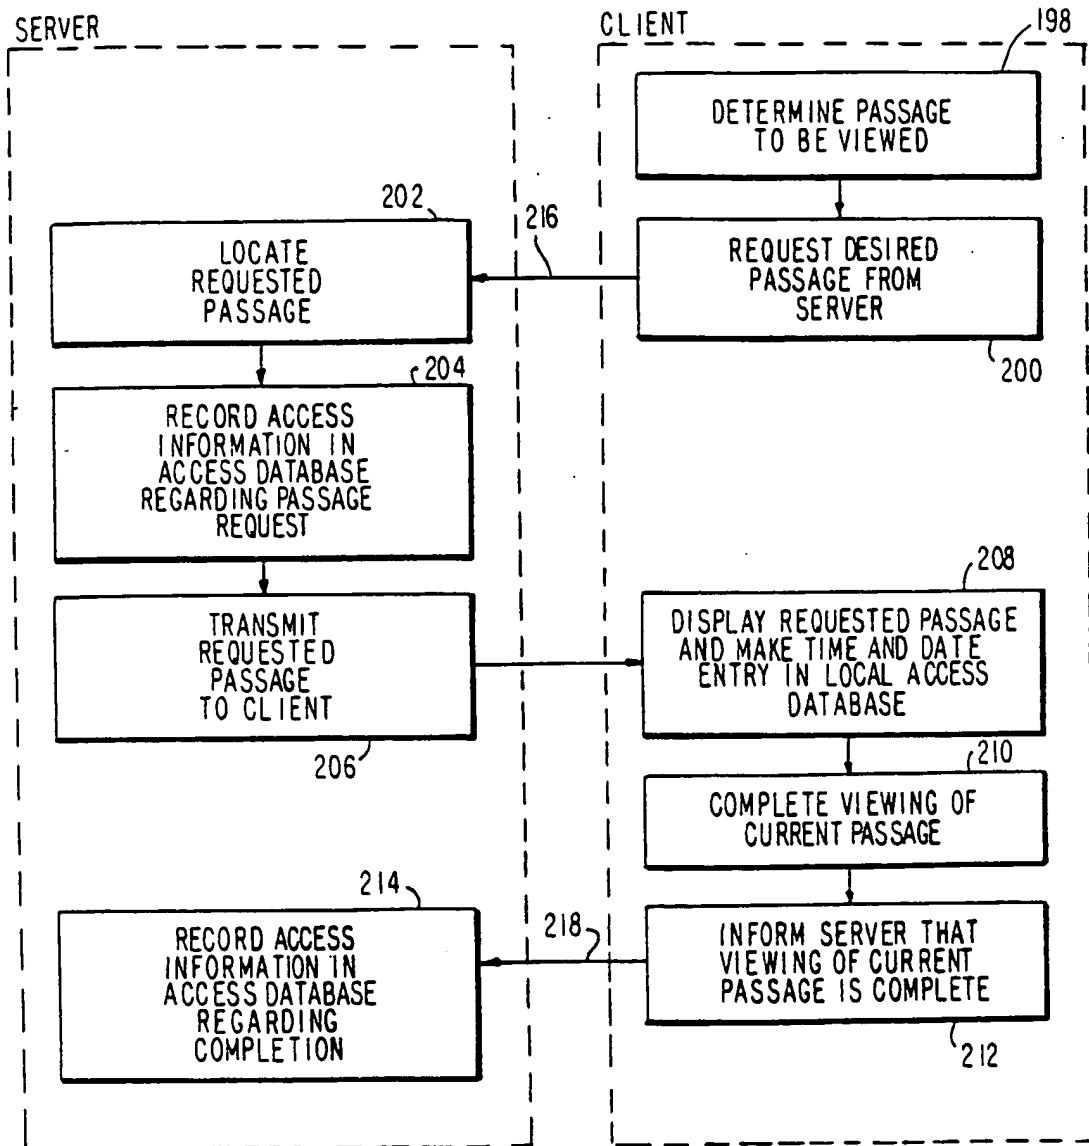 SERVER
CLIENT
198
DETERMINE PASSAGE
TO BE VIEWED
202
LOCATE
REQUESTED
PASSAGE
216
REQUEST DESIRED
PASSAGE FROM
SERVER
200
204
RECORD ACCESS
INFORMATION IN
ACCESS DATABASE
REGARDING PASSAGE
REQUEST
TRANSMIT
REQUESTED
PASSAGE
TO CLIENT
206
208
DISPLAY REQUESTED PASSAGE
AND MAKE TIME AND DATE
ENTRY IN LOCAL ACCESS
DATABASE
210
COMPLETE VIEWING OF
CURRENT PASSAGE
214
RECORD ACCESS
INFORMATION IN
ACCESS DATABASE
REGARDING
COMPLETION
218
INFORM SERVER THAT
VIEWING OF CURRENT
PASSAGE IS COMPLETE
212